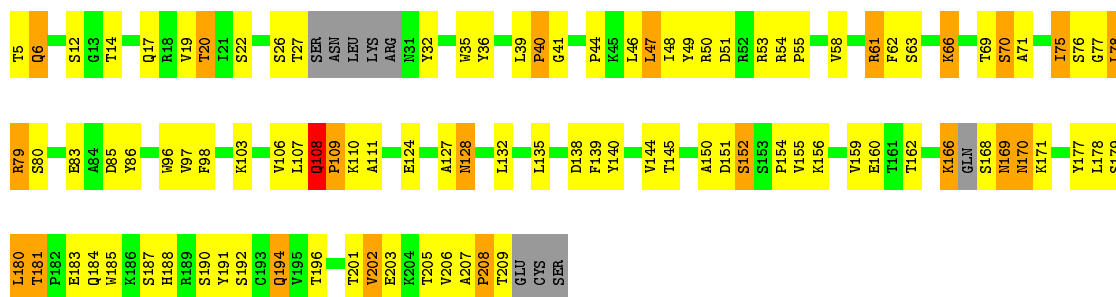 T5 Q6 S12 G13 T14 Q17 R18 V19 T20 I21 S22 S26 T27 SER ASN LEU LYS ARG N31 Y32 W35 Y36 L39 P40 G41 P44 K45 L46 L47 I48 Y49 R50 D51 R52 R53 R54 P55 V58 R61 F62 S63 K66 T69 S70 A71 I75 S76 G77 L78
R79 S80 E83 A84 D85 Y86 W96 V97 F98 K103 V106 L107 Q108 P109 K110 A111 E124 A127 N128 L132 L135 D138 F139 Y140 V144 T145 A150 D151 S152 S153 P154 V155 K156 V159 E160 T161 T162 K166 GLN S168 N169 N170 K171 Y177 L178 S179
L180 T181 P182 E183 Q184 W185 K186 S187 H188 R189 S190 Y191 S192 C193 Q194 V195 T196 T201 V202 E203 K204 T205 V206 A207 P208 T209 GLU CYS SER